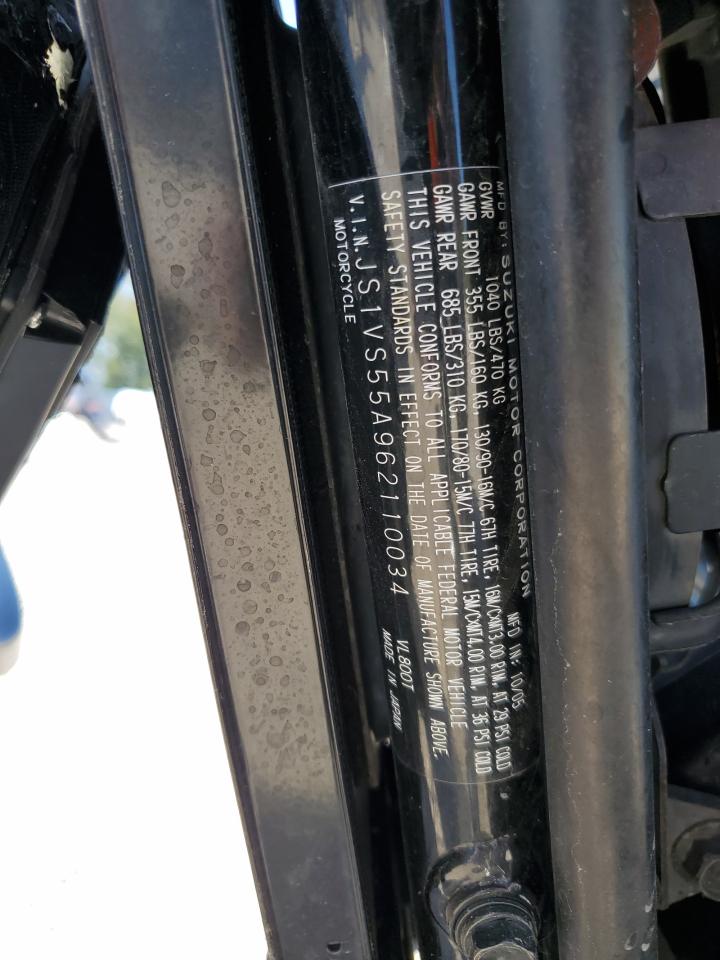 MFD BY: SUZUKI MOTOR CORPORATION MFD IN: 10/05
GVWR 1040 LBS/470 KG
GAWR FRONT 355 LBS/160 KG, 130/90-16M/C 67H TIRE, 16M/CXMT3.00 RIM, AT 29 PSI COLD
GAWR REAR 685 LBS/310 KG, 170/80-15M/C 77H TIRE, 15M/CXMT4.00 RIM, AT 36 PSI COLD
THIS VEHICLE CONFORMS TO ALL APPLICABLE FEDERAL MOTOR VEHICLE
SAFETY STANDARDS IN EFFECT ON THE DATE OF MANUFACTURE SHOWN ABOVE.
V.I.N.JS1VS55A962110034 VL800T
MOTORCYCLE MADE IN JAPAN